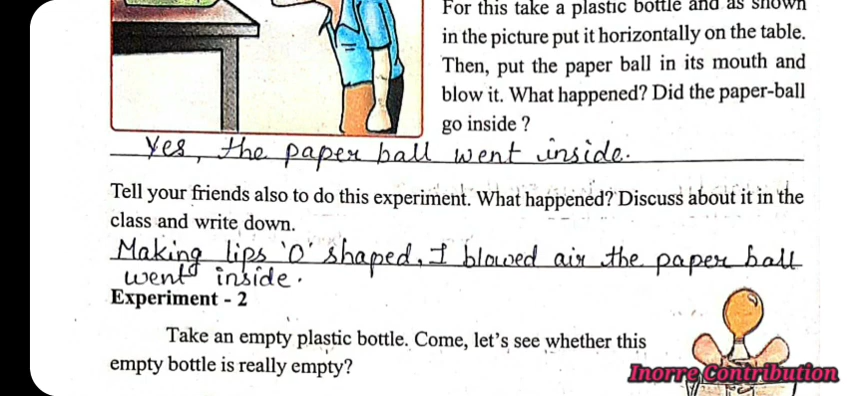 For this take a plastic bottle and as shown
in the picture put it horizontally on the table.
Then, put the paper ball in its mouth and
blow it. What happened? Did the paper-ball
go inside ?
Yes, the paper ball went inside.
Tell your friends also to do this experiment. What happened? Discuss about it in the
class and write down.
Making lips 'O' shaped, I blowed air the paper ball
went inside.
Experiment - 2
Take an empty plastic bottle. Come, let's see whether this
empty bottle is really empty?
Inorre Contribution